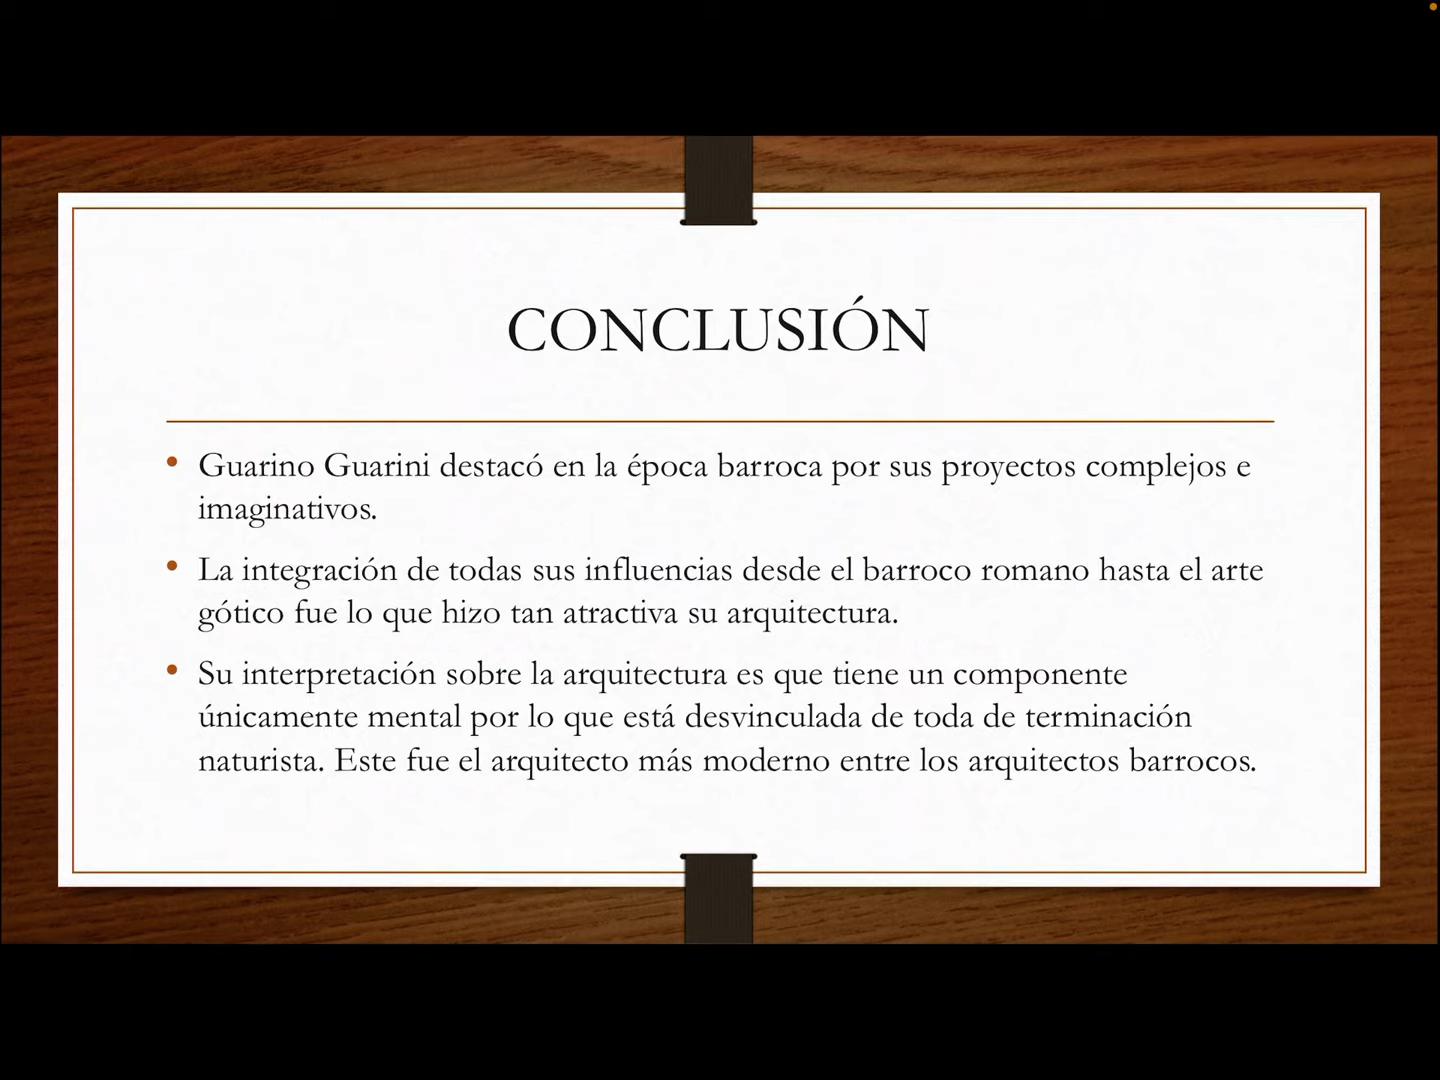 CONCLUSIÓN
• Guarino Guarini destacó en la época barroca por sus proyectos complejos e
imaginativos.
• La integración de todas sus influencias desde el barroco romano hasta el arte
gótico fue lo que hizo tan atractiva su arquitectura.
• Su interpretación sobre la arquitectura es que tiene un componente
únicamente mental por lo que está desvinculada de toda de terminación
naturista. Este fue el arquitecto más moderno entre los arquitectos barrocos.